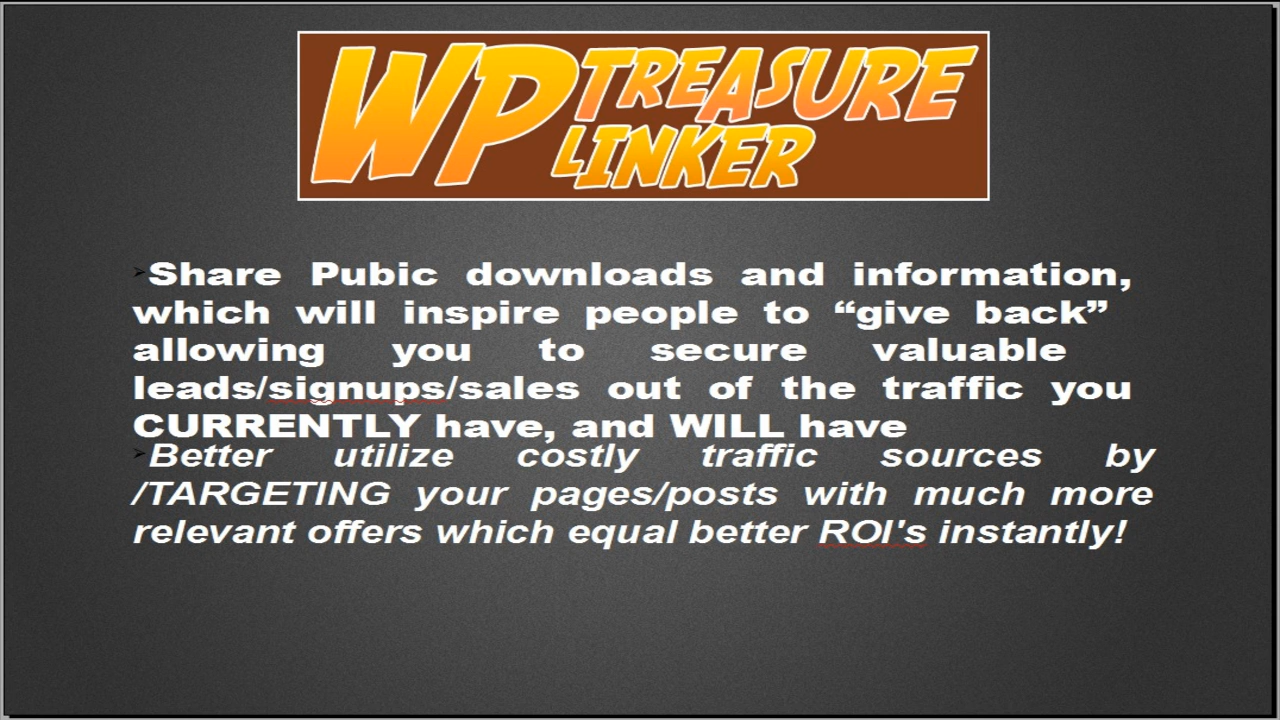 WP TREASURE
LINKER
➢Share Pubic downloads and information,
which will inspire people to “give back”
allowing you to secure valuable
leads/signups/sales out of the traffic you
CURRENTLY have, and WILL have
➢Better utilize costly traffic sources by
/TARGETING your pages/posts with much more
relevant offers which equal better ROI's instantly!